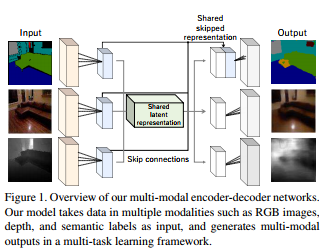 Input
Shared
skipped
representation
Output
Shared
latent
representation
Skip connections
Figure 1. Overview of our multi-modal encoder-decoder networks.
Our model takes data in multiple modalities such as RGB images,
depth, and semantic labels as input, and generates multi-modal
outputs in a multi-task learning framework.